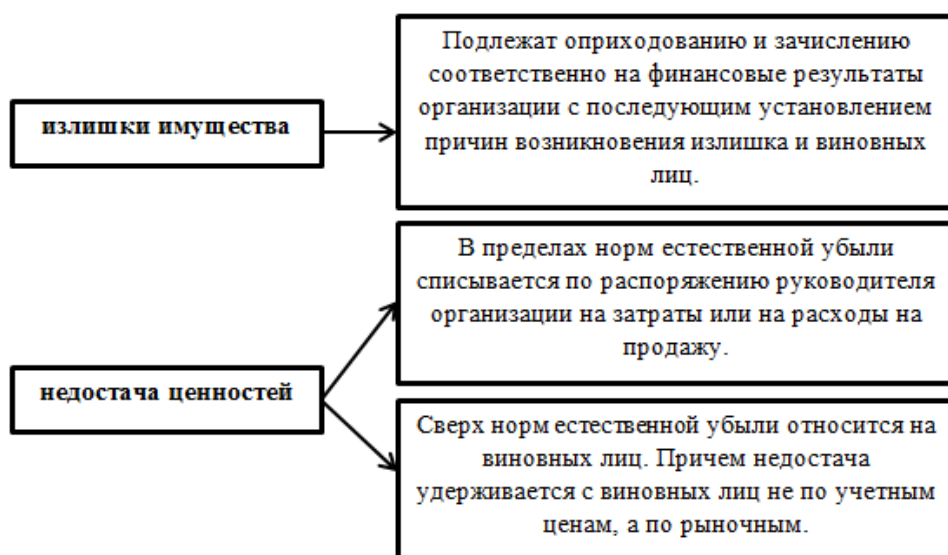 излишки имущества
Подлежат оприходованию и зачислению
соответственно на финансовые результаты
организации с последующим установлением
причин возникновения излишка и виновных
лиц.
недостача ценностей
В пределах норм естественной убыли
списывается по распоряжению руководителя
организации на затраты или на расходы на
продажу.
Сверх норм естественной убыли относится на
виновных лиц. Причем недостача
удерживается с виновных лиц не по учетным
ценам, а по рыночным.